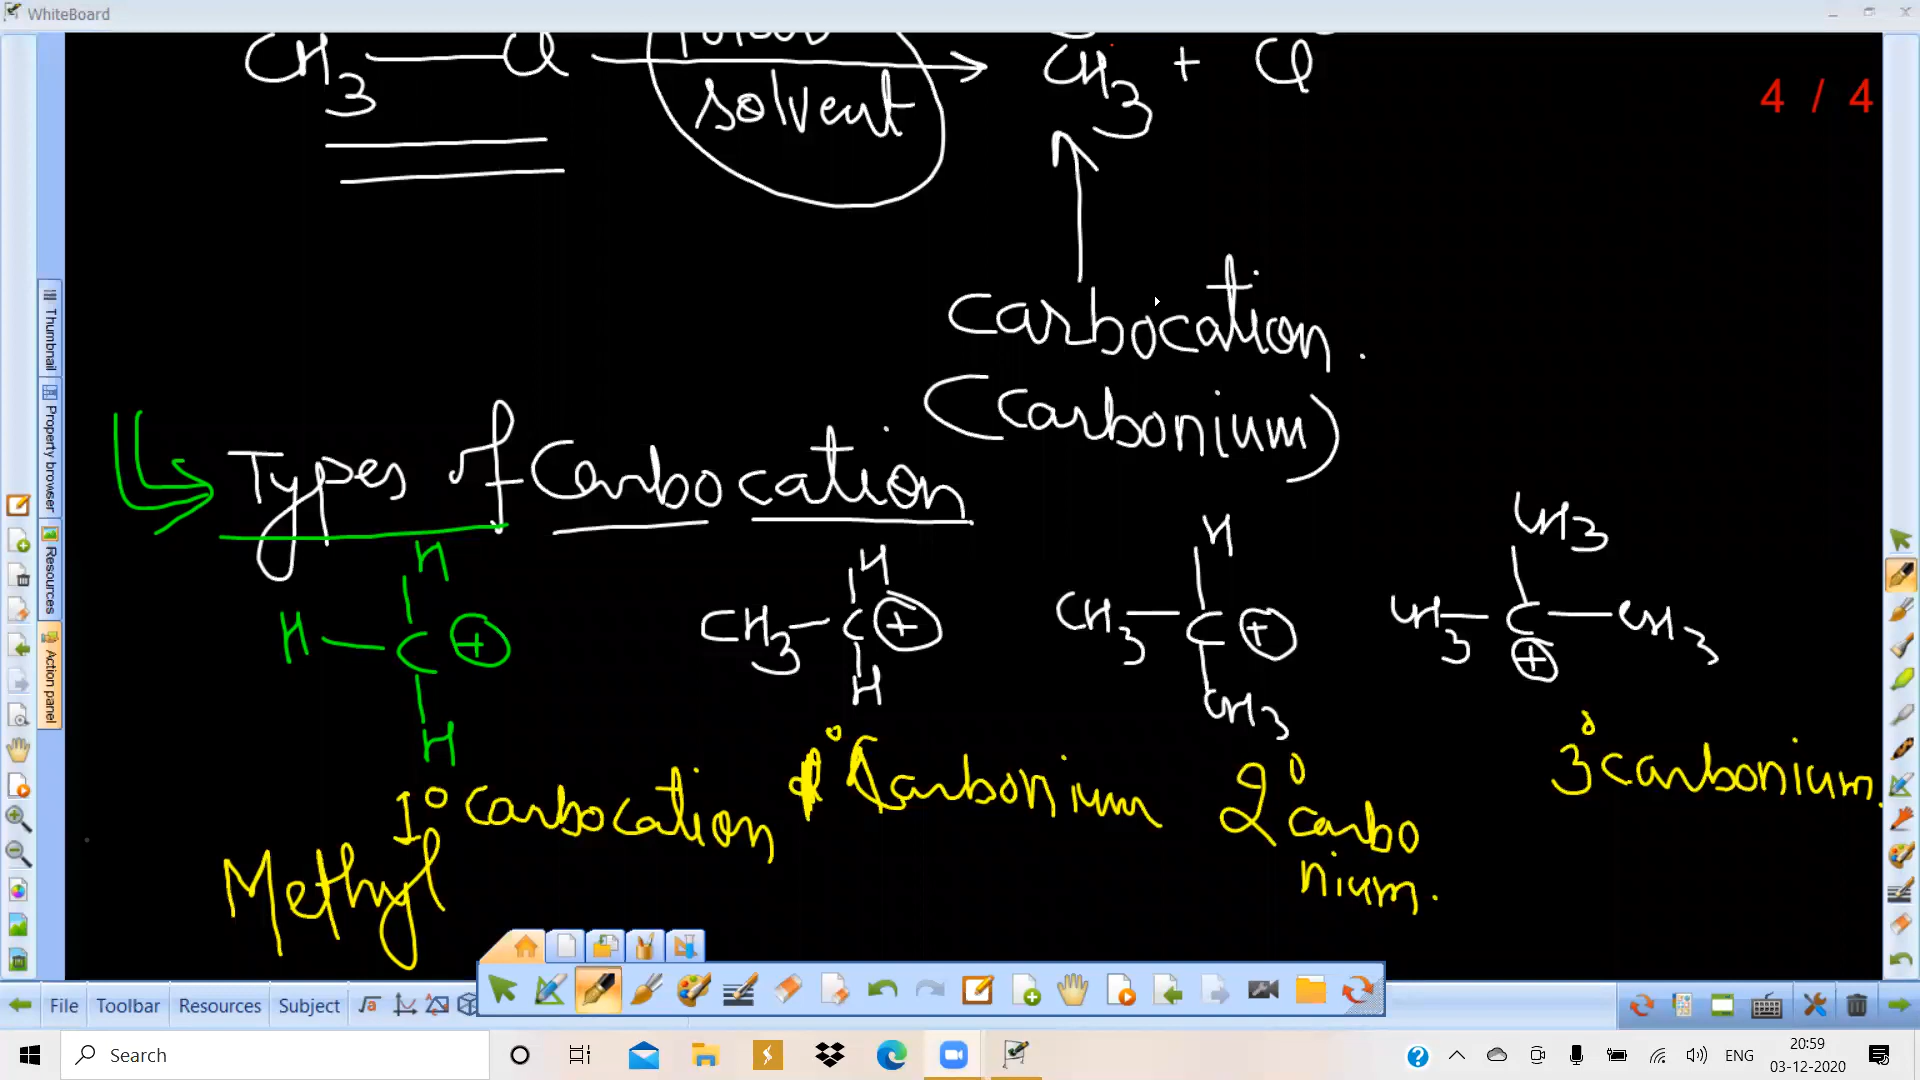 WhiteBoard
CH3 — Cl → CH3 + Cl
solvent
4 / 4
carbocation.
(carbonium)
Types of Carbocation
H
H — C ⊕
H
H
CH3 — C ⊕
H
H
CH3 — C ⊕
CH3
CH3
CH3 — C — CH3
⊕
1° carbocation
Methyl
1° Carbonium
2° carbo
nium.
3° carbonium.
Thumbnail
Property browser
Resources
Action panel
File Toolbar Resources Subject
Search
ENG
20:59
03-12-2020